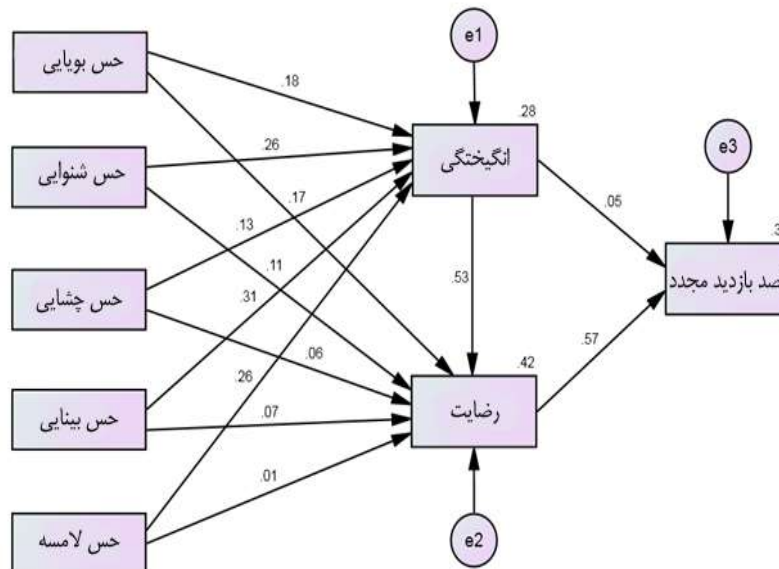 e1
حس بویایی
.18
.28
حس شنوایی
.26
انگیختگی
e3
.17
.05
.13
.3
حس چشایی
.11
.53
صد بازدید مجدد
.31
.06
.42
.57
.26
حس بینایی
.07
رضایت
.01
حس لامسه
e2